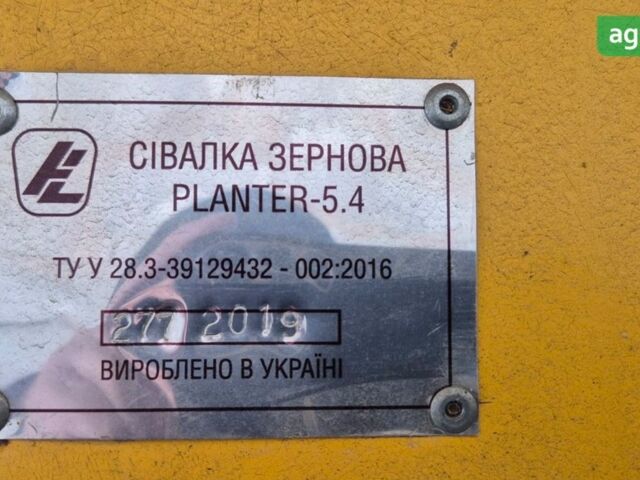 ag
СІВАЛКА ЗЕРНОВА
PLANTER-5.4
ТУ У 28.3-39129432 - 002:2016
277 2019
ВИРОБЛЕНО В УКРАЇНІ